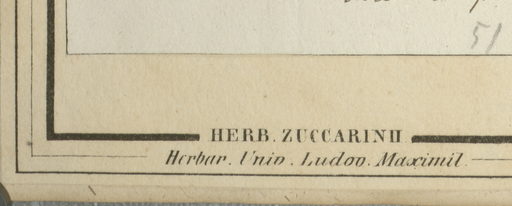 51
HERB. ZUCCARINII
Herbar. Univ. Ludov. Maximil.